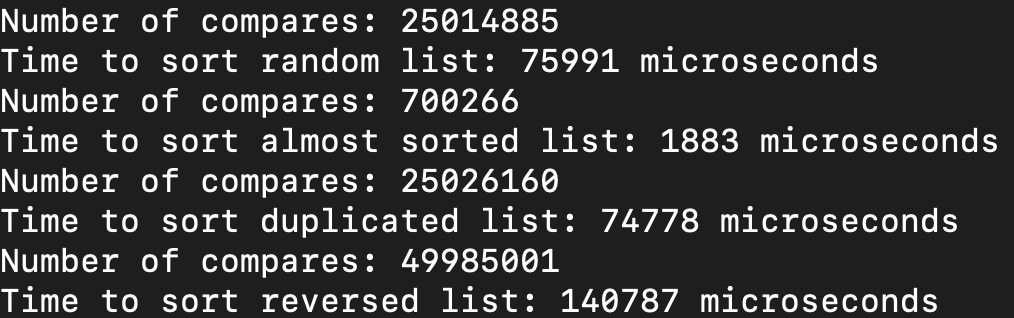 Number of compares: 25014885
Time to sort random list: 75991 microseconds
Number of compares: 700266
Time to sort almost sorted list: 1883 microseconds
Number of compares: 25026160
Time to sort duplicated list: 74778 microseconds
Number of compares: 49985001
Time to sort reversed list: 140787 microseconds